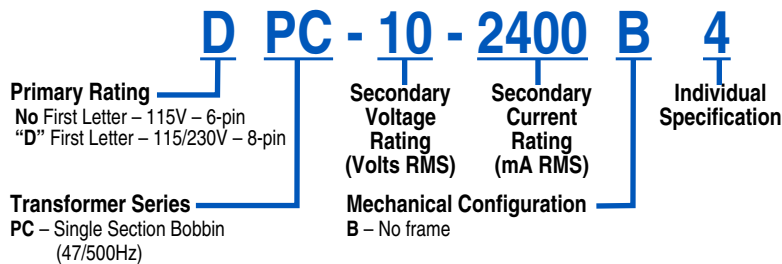 D PC - 10 - 2400 B 4
Primary Rating
No First Letter – 115V – 6-pin
“D” First Letter – 115/230V – 8-pin
Secondary
Voltage
Rating
(Volts RMS)
Secondary
Current
Rating
(mA RMS)
Individual
Specification
Transformer Series
PC – Single Section Bobbin
(47/500Hz)
Mechanical Configuration
B – No frame